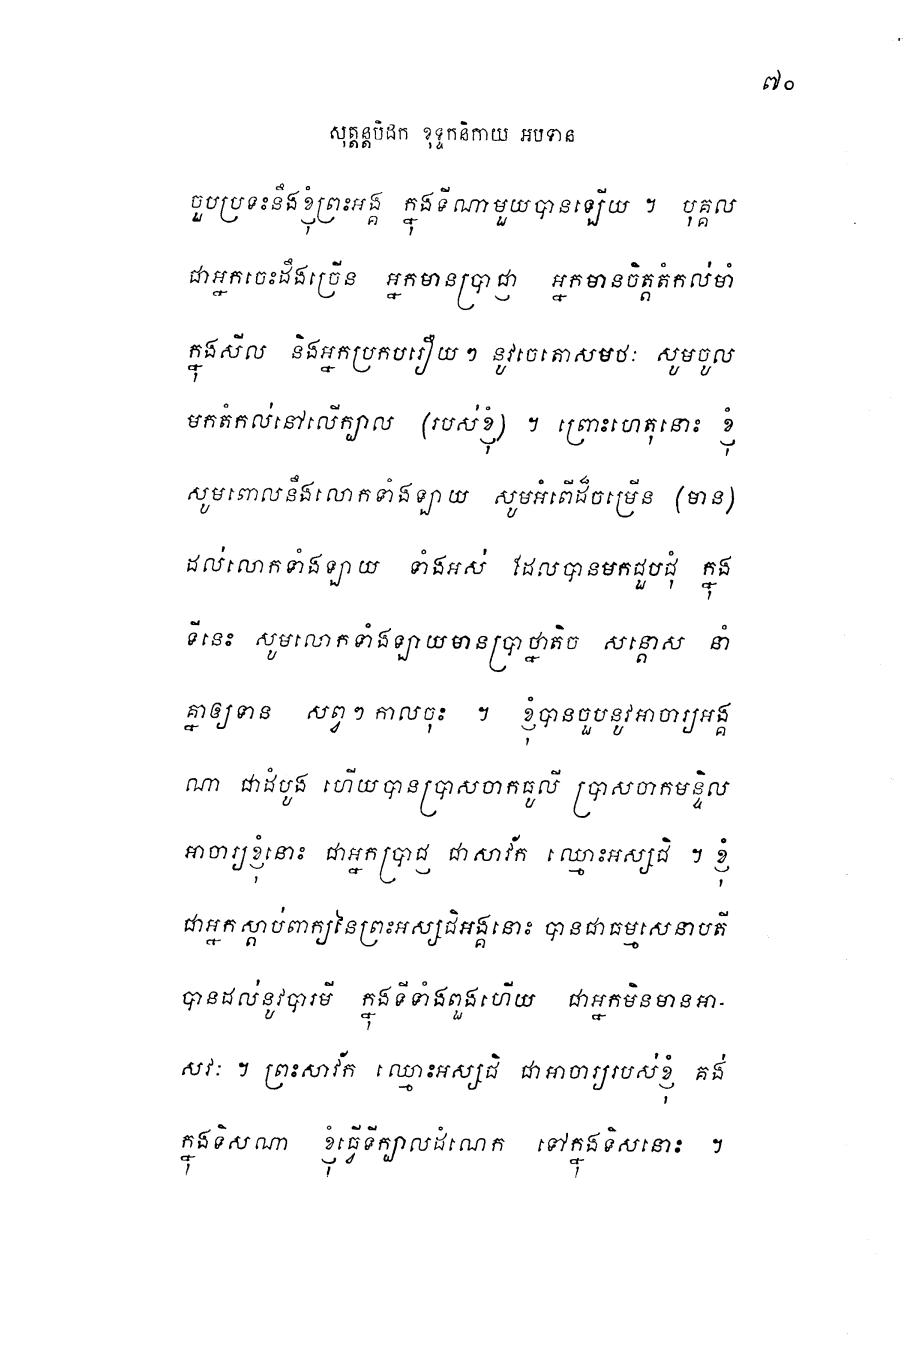 ៧០
សុត្តន្តបិដក ខុទ្ទកនិកាយ អបទាន
ចួបប្រទះនឹងខ្ញុំព្រះអង្គ ក្នុងទីណាមួយបានឡើយ ។ បុគ្គល
ជាអ្នកចេះដឹងច្រើន អ្នកមានប្រាជ្ញា អ្នកមានចិត្តតំកល់មាំ
ក្នុងសីល និងអ្នកប្រកបរឿយៗ នូវចេតោសមថៈ សូមចូល
មកតំកល់នៅលើក្បាល (របស់ខ្ញុំ) ។ ព្រោះហេតុនោះ ខ្ញុំ
សូមពោលនឹងលោកទាំងឡាយ សូមអំពើដ៏ចម្រើន (មាន)
ដល់លោកទាំងឡាយ ទាំងអស់ ដែលបានមកជួបជុំ ក្នុង
ទីនេះ សូមលោកទាំងឡាយមានប្រាថ្នាតិច សន្តោស នាំ
គ្នាឲ្យទាន សព្វៗកាលចុះ ។ ខ្ញុំបានចួបនូវអាចារ្យអង្គ
ណា ជាដំបូង ហើយបានប្រាសចាកធូលី ប្រាសចាកមន្ទិល
អាចារ្យខ្ញុំនោះ ជាអ្នកប្រាជ្ញ ជាសាវ័ក ឈ្មោះអស្សជិ ។ ខ្ញុំ
ជាអ្នកស្តាប់ពាក្យនៃព្រះអស្សជិអង្គនោះ បានជាធម្មសេនាបតី
បានដល់នូវបារមី ក្នុងទីទាំងពួងហើយ ជាអ្នកមិនមានអា-
សវៈ ។ ព្រះសាវ័ក ឈ្មោះអស្សជិ ជាអាចារ្យរបស់ខ្ញុំ គង់
ក្នុងទិសណា ខ្ញុំធ្វើទីក្បាលដំណេក ទៅក្នុងទិសនោះ ។